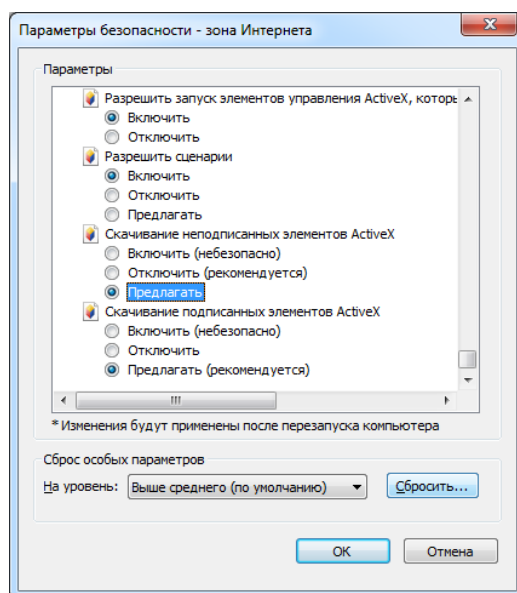 Параметры безопасности - зона Интернета
Параметры
Разрешить запуск элементов управления ActiveX, которы
Включить
Отключить
Разрешить сценарии
Включить
Отключить
Предлагать
Скачивание неподписанных элементов ActiveX
Включить (небезопасно)
Отключить (рекомендуется)
Предлагать
Скачивание подписанных элементов ActiveX
Включить (небезопасно)
Отключить
Предлагать (рекомендуется)
* Изменения будут применены после перезапуска компьютера
Сброс особых параметров
На уровень: Выше среднего (по умолчанию) Сбросить...
ОК Отмена